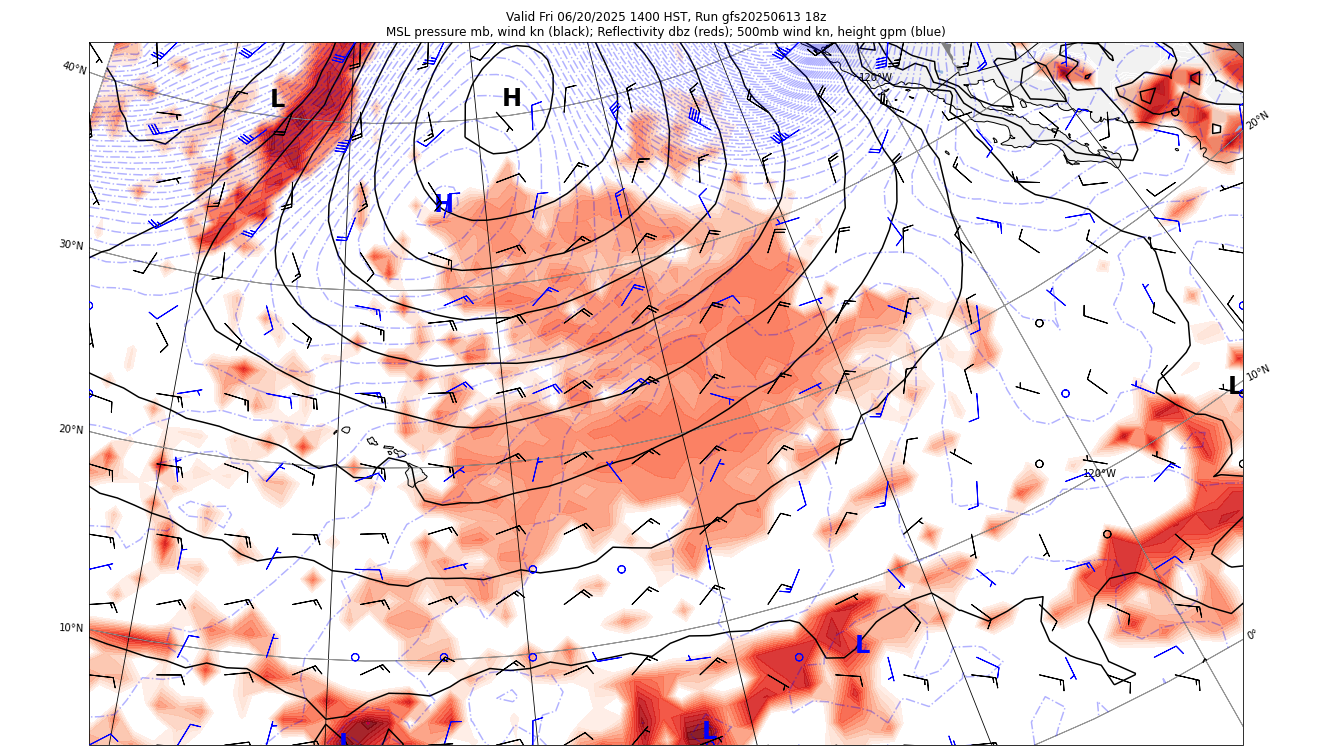 Valid Fri 06/20/2025 1400 HST, Run gfs20250613 18z
MSL pressure mb, wind kn (black); Reflectivity dbz (reds); 500mb wind kn, height gpm (blue)
40°N
120°W
L
H
20°N
H
30°N
10°N
L
20°N
120°W
10°N
0°
L
L
L